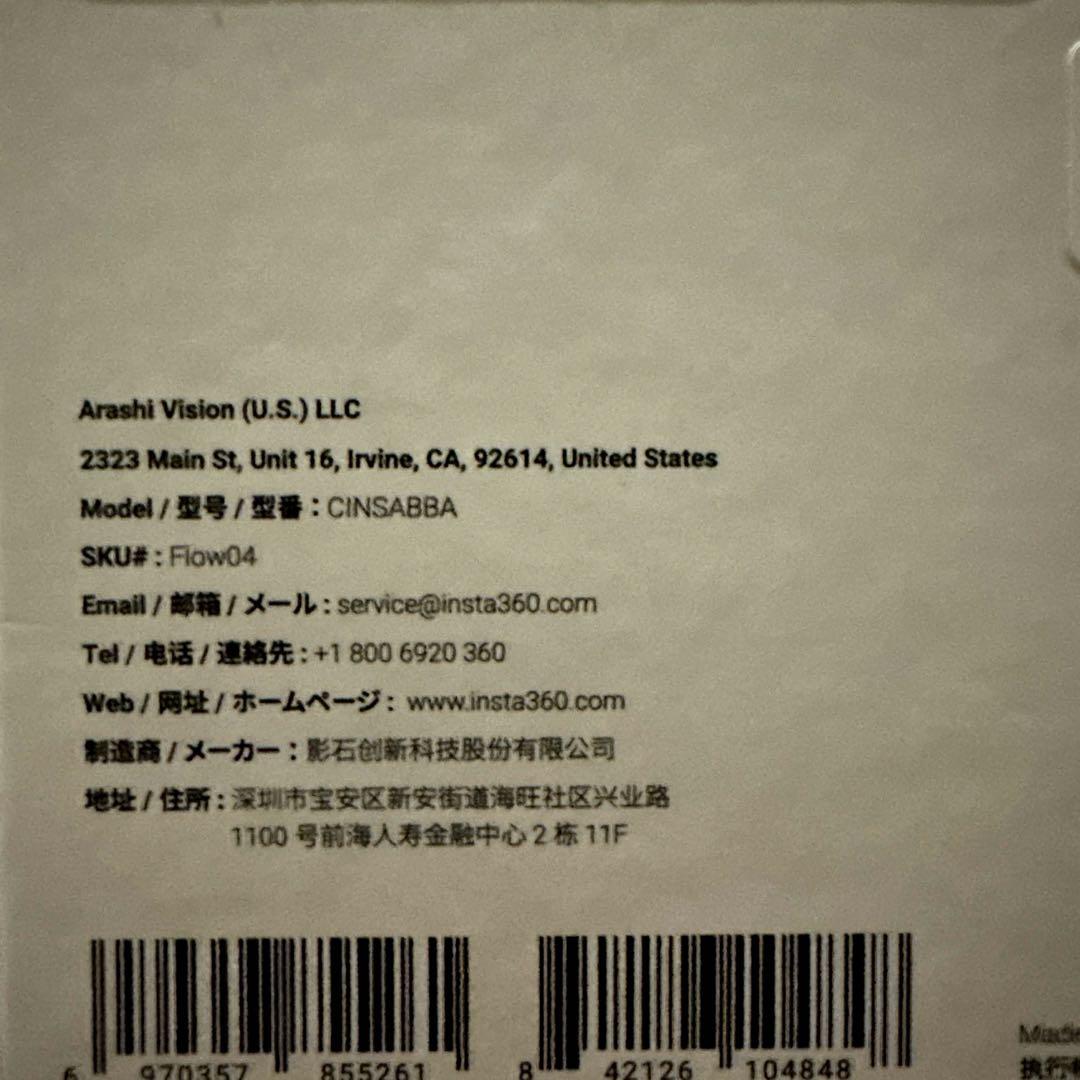 Arashi Vision (U.S.) LLC
2323 Main St, Unit 16, Irvine, CA, 92614, United States
Model / 型号 / 型番：CINSABBA
SKU# : Flow04
Email / 邮箱 / メール : service@insta360.com
Tel / 电话 / 連絡先 : +1 800 6920 360
Web / 网址 / ホームページ : www.insta360.com
制造商 / メーカー：影石创新科技股份有限公司
地址 / 住所 : 深圳市宝安区新安街道海旺社区兴业路
1100 号前海人寿金融中心 2 栋 11F
6 970357 855261 8 42126 104848
Made
执行